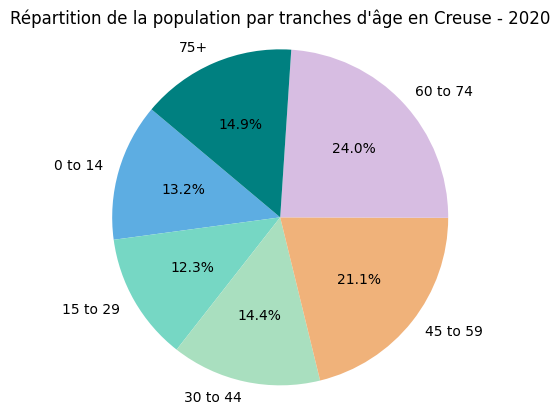 Répartition de la population par tranches d'âge en Creuse - 2020
75+
60 to 74
14.9%
24.0%
0 to 14
13.2%
12.3%
21.1%
15 to 29
14.4%
45 to 59
30 to 44